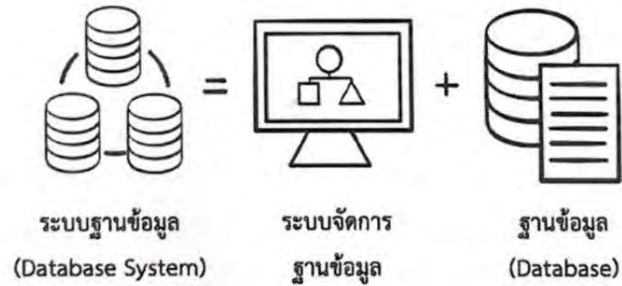 = +
ระบบฐานข้อมูล ระบบจัดการ ฐานข้อมูล
(Database System) ฐานข้อมูล (Database)